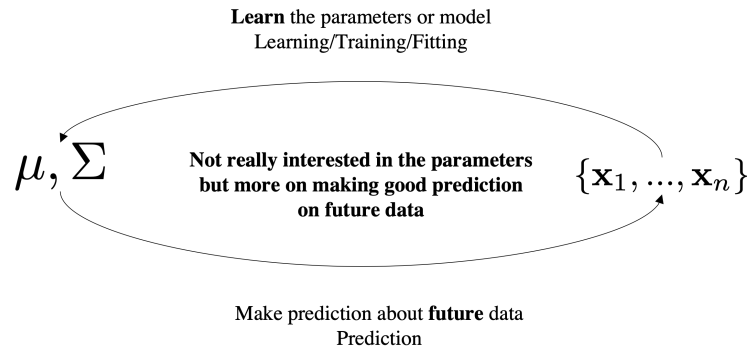 Learn the parameters or model
Learning/Training/Fitting
μ, Σ
Not really interested in the parameters
but more on making good prediction
on future data
{x₁, ..., xₙ}
Make prediction about future data
Prediction